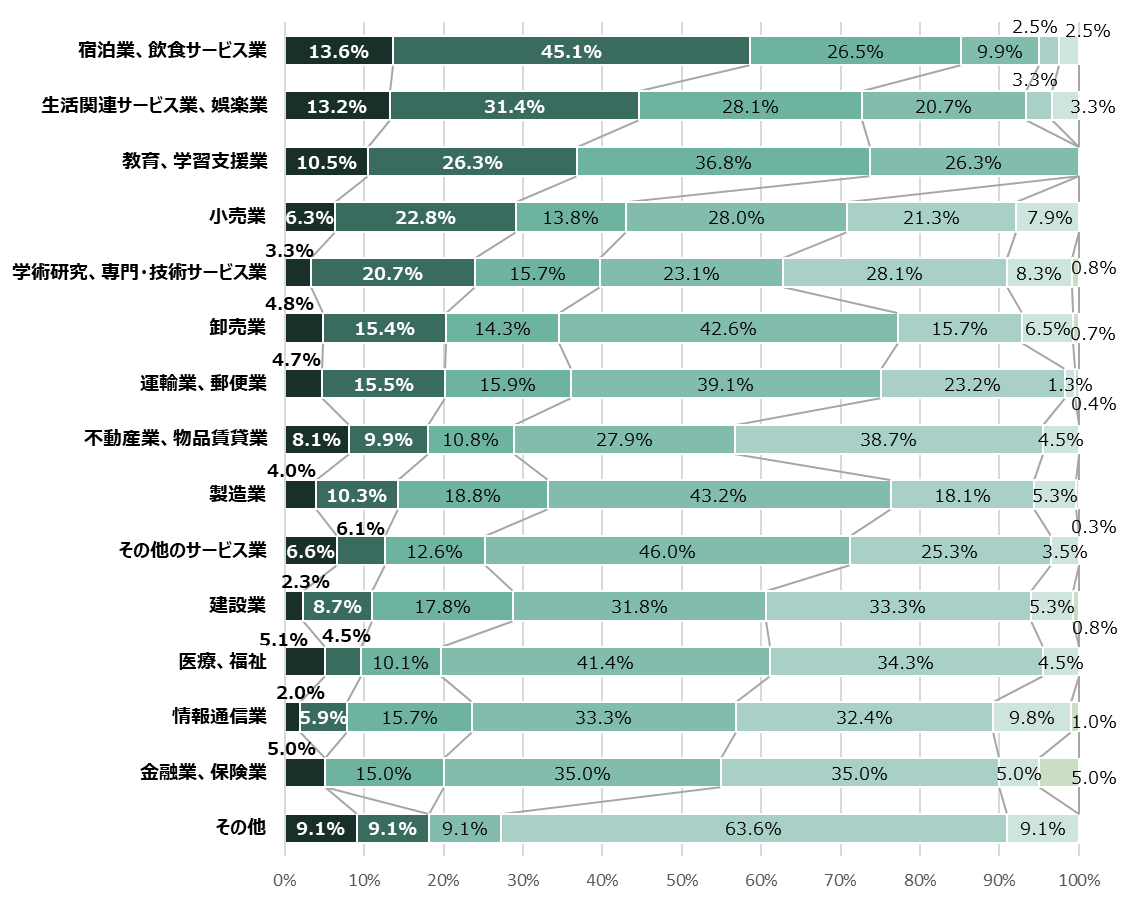 2.5%
2.5%
宿泊業、飲食サービス業 13.6% 45.1% 26.5% 9.9%
3.3%
生活関連サービス業、娯楽業 13.2% 31.4% 28.1% 20.7% 3.3%
教育、学習支援業 10.5% 26.3% 36.8% 26.3%
小売業 6.3% 22.8% 13.8% 28.0% 21.3% 7.9%
3.3%
学術研究、専門・技術サービス業 20.7% 15.7% 23.1% 28.1% 8.3% 0.8%
4.8%
卸売業 15.4% 14.3% 42.6% 15.7% 6.5% 0.7%
4.7%
運輸業、郵便業 15.5% 15.9% 39.1% 23.2% 1.3%
0.4%
不動産業、物品賃貸業 8.1% 9.9% 10.8% 27.9% 38.7% 4.5%
4.0%
製造業 10.3% 18.8% 43.2% 18.1% 5.3%
6.1% 0.3%
その他のサービス業 6.6% 12.6% 46.0% 25.3% 3.5%
2.3%
建設業 8.7% 17.8% 31.8% 33.3% 5.3%
0.8%
5.1% 4.5%
医療、福祉 10.1% 41.4% 34.3% 4.5%
2.0%
情報通信業 5.9% 15.7% 33.3% 32.4% 9.8% 1.0%
5.0%
金融業、保険業 15.0% 35.0% 35.0% 5.0% 5.0%
その他 9.1% 9.1% 9.1% 63.6% 9.1%
0% 10% 20% 30% 40% 50% 60% 70% 80% 90% 100%